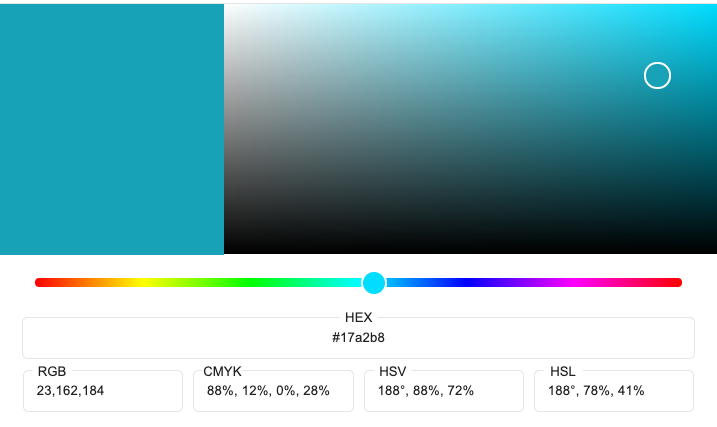 HEX
#17a2b8
RGB
23,162,184
CMYK
88%, 12%, 0%, 28%
HSV
188°, 88%, 72%
HSL
188°, 78%, 41%